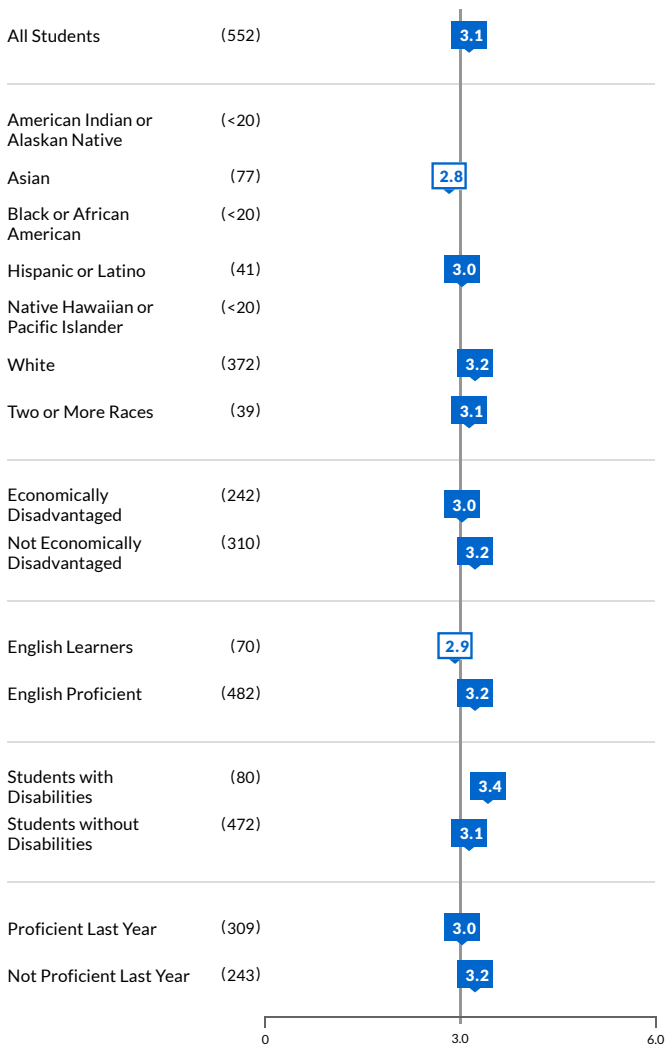 All Students (552) 3.1
American Indian or (<20)
Alaskan Native
Asian (77) 2.8
Black or African (<20)
American
Hispanic or Latino (41) 3.0
Native Hawaiian or (<20)
Pacific Islander
White (372) 3.2
Two or More Races (39) 3.1
Economically (242)
Disadvantaged 3.0
Not Economically (310) 3.2
Disadvantaged
English Learners (70) 2.9
English Proficient (482) 3.2
Students with (80)
Disabilities 3.4
Students without (472) 3.1
Disabilities
Proficient Last Year (309) 3.0
Not Proficient Last Year (243) 3.2
0 3.0 6.0